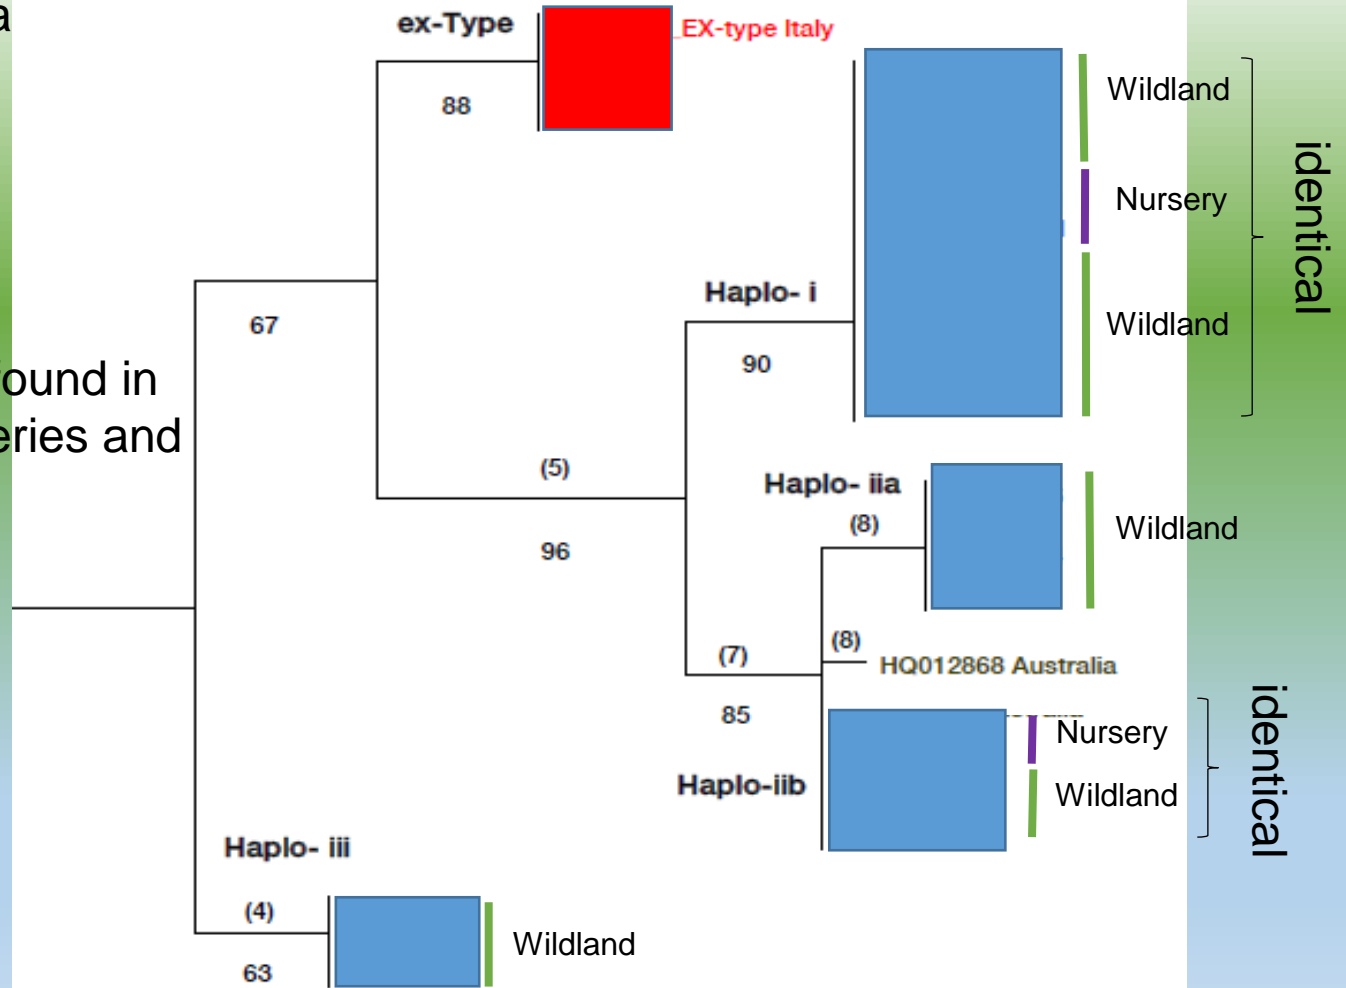 a
ex-Type
_EX-type Italy
88
Wildland
Nursery
Wildland
identical
Haplo- i
90
67
ound in
eries and
(5)
96
Haplo- iia
(8)
Wildland
(7)
85
(8)
HQ012868 Australia
Nursery
Wildland
identical
Haplo-iib
Haplo- iii
(4)
63
Wildland